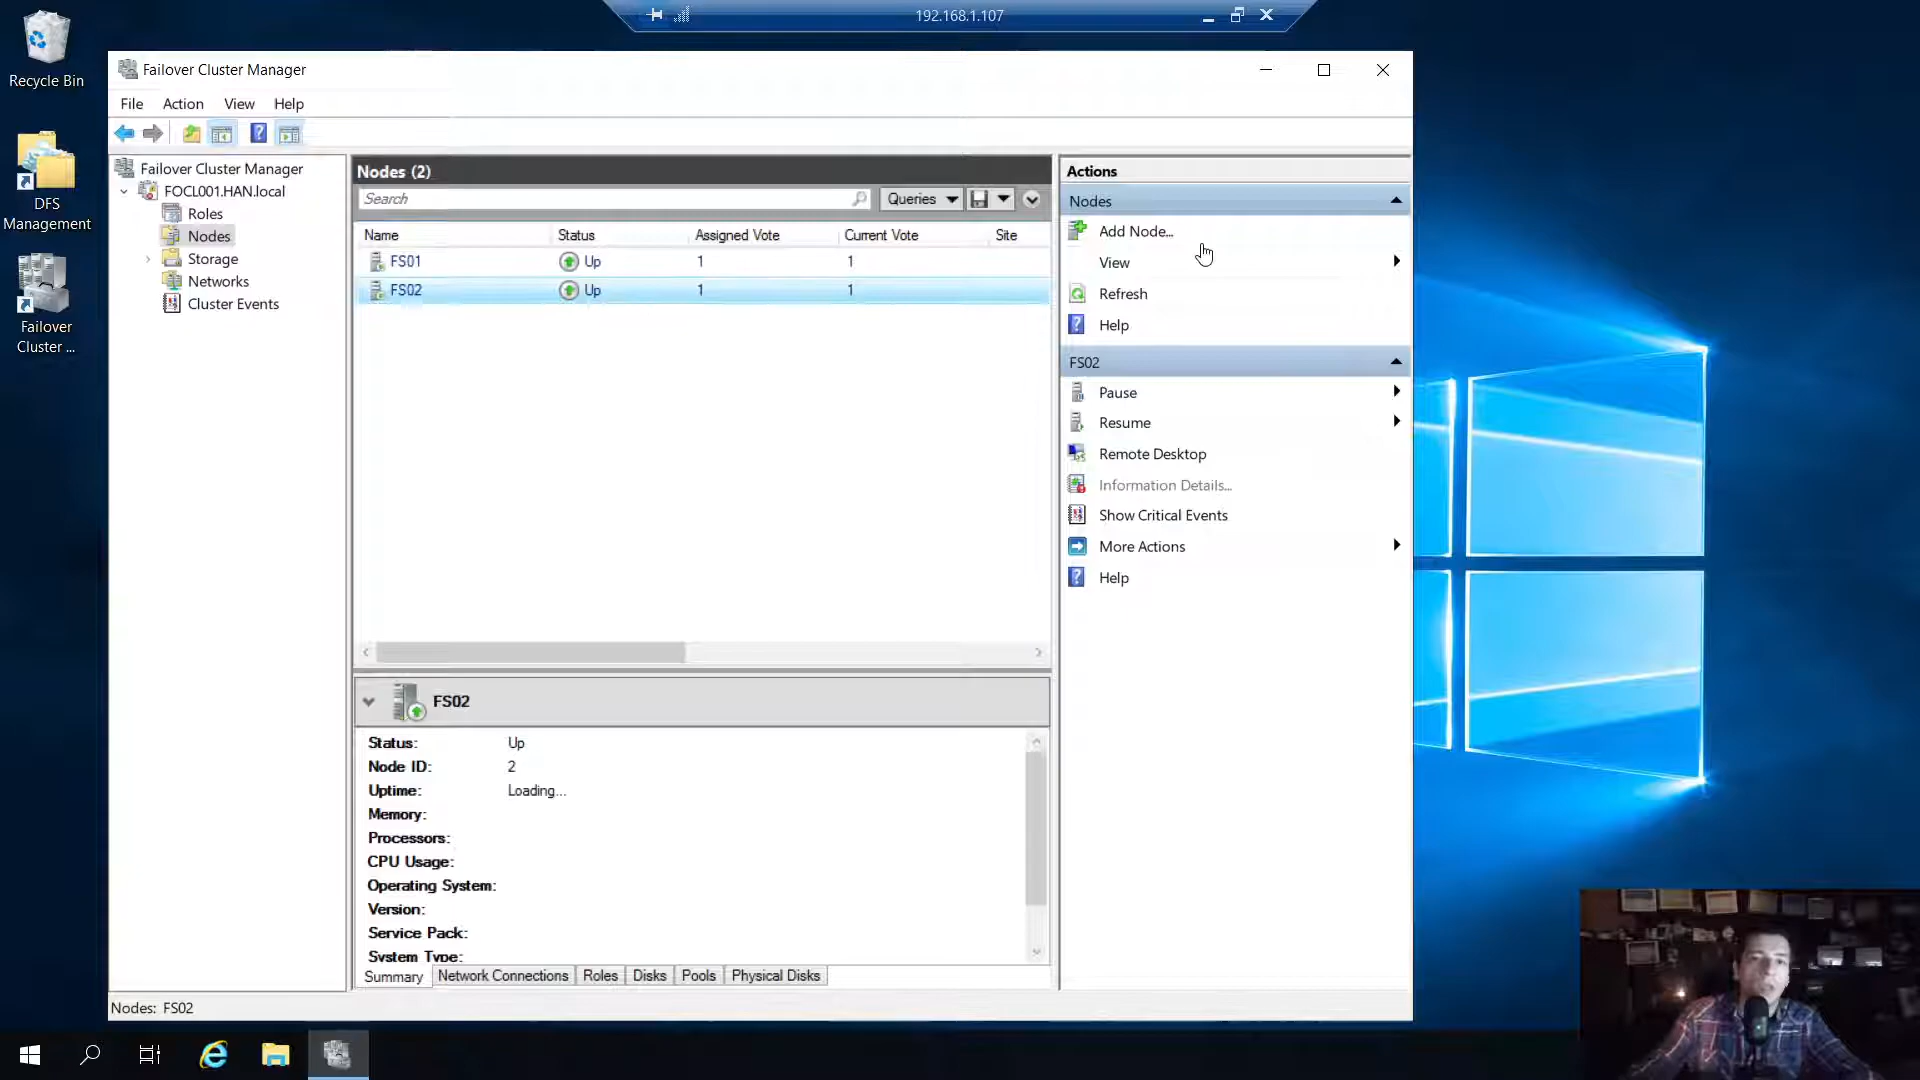 192.168.1.107
Recycle Bin
DFS
Management
Failover
Cluster ...
Failover Cluster Manager
File Action View Help
Failover Cluster Manager
FOCL001.HAN.local
Roles
Nodes
Storage
Networks
Cluster Events
Nodes (2)
Search
Queries
Name Status Assigned Vote Current Vote Site
FS01 Up 1 1
FS02 Up 1 1
FS02
Status: Up
Node ID: 2
Uptime: Loading...
Memory:
Processors:
CPU Usage:
Operating System:
Version:
Service Pack:
System Type:
Summary Network Connections Roles Disks Pools Physical Disks
Actions
Nodes
Add Node...
View
Refresh
Help
FS02
Pause
Resume
Remote Desktop
Information Details...
Show Critical Events
More Actions
Help
Nodes: FS02